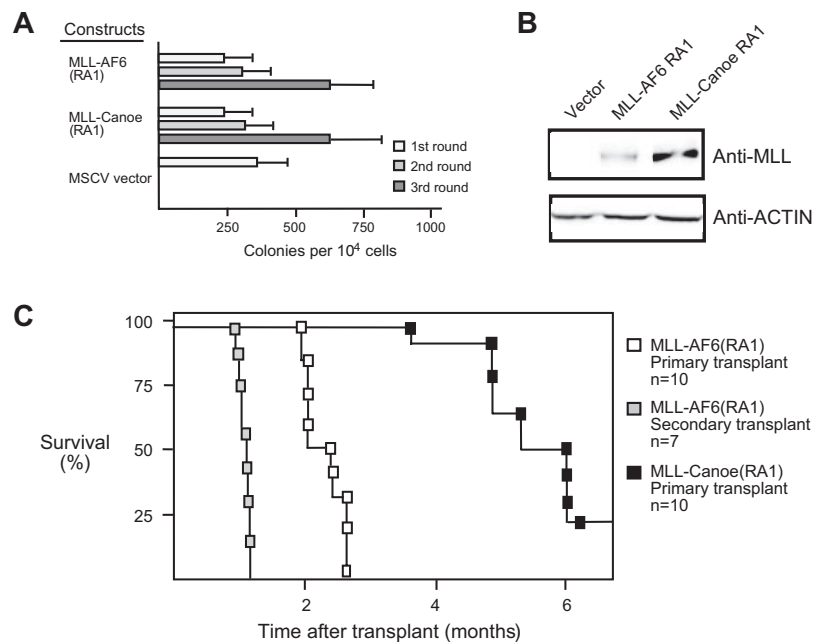 A
Constructs
MLL-AF6
(RA1)
MLL-Canoe
(RA1)
MSCV vector
1st round
2nd round
3rd round
250
500
750
1000
Colonies per 10⁴ cells
B
Vector
MLL-AF6 RA1
MLL-Canoe RA1
Anti-MLL
Anti-ACTIN
C
100
75
50
25
Survival
(%)
2
4
6
Time after transplant (months)
MLL-AF6(RA1)
Primary transplant
n=10
MLL-AF6(RA1)
Secondary transplant
n=7
MLL-Canoe(RA1)
Primary transplant
n=10